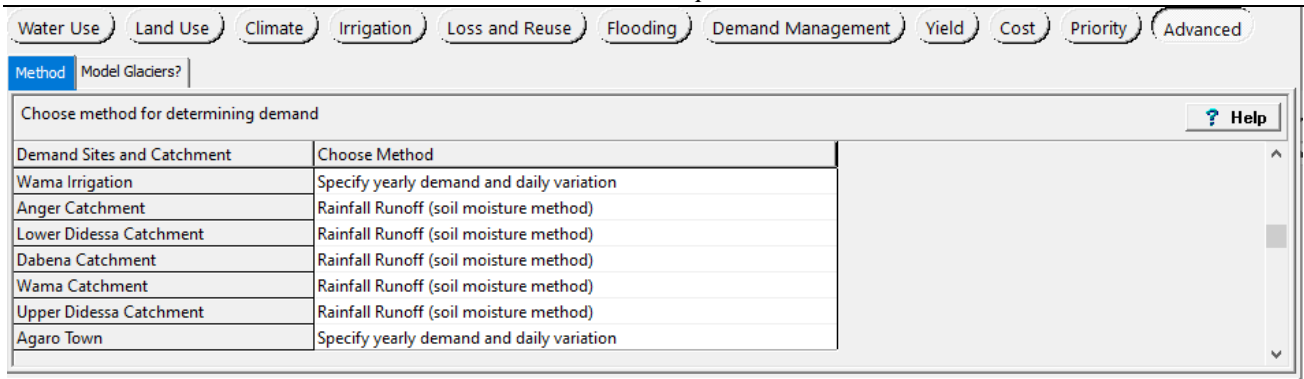 Water Use Land Use Climate Irrigation Loss and Reuse Flooding Demand Management Yield Cost Priority Advanced
Method Model Glaciers?
Choose method for determining demand ? Help
Demand Sites and Catchment Choose Method
Wama Irrigation Specify yearly demand and daily variation
Anger Catchment Rainfall Runoff (soil moisture method)
Lower Didessa Catchment Rainfall Runoff (soil moisture method)
Dabena Catchment Rainfall Runoff (soil moisture method)
Wama Catchment Rainfall Runoff (soil moisture method)
Upper Didessa Catchment Rainfall Runoff (soil moisture method)
Agaro Town Specify yearly demand and daily variation